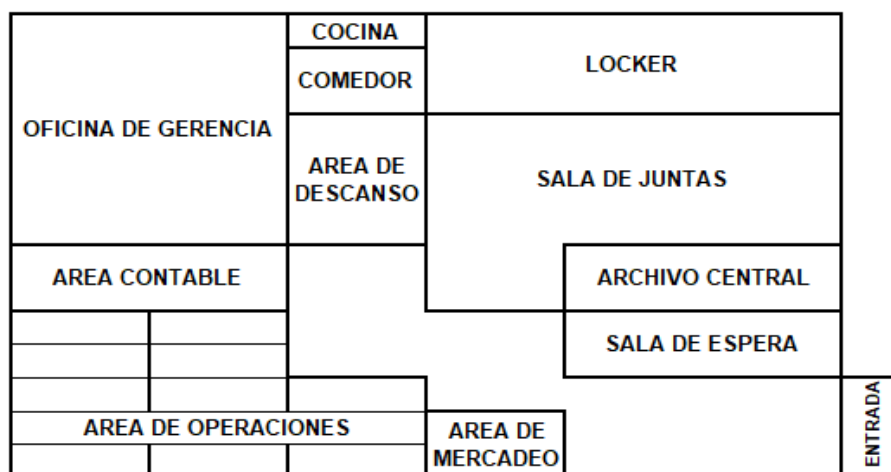 COCINA
COMEDOR
LOCKER
OFICINA DE GERENCIA
AREA DE
DESCANSO
SALA DE JUNTAS
AREA CONTABLE
ARCHIVO CENTRAL
SALA DE ESPERA
AREA DE OPERACIONES
AREA DE
MERCADEO
ENTRADA